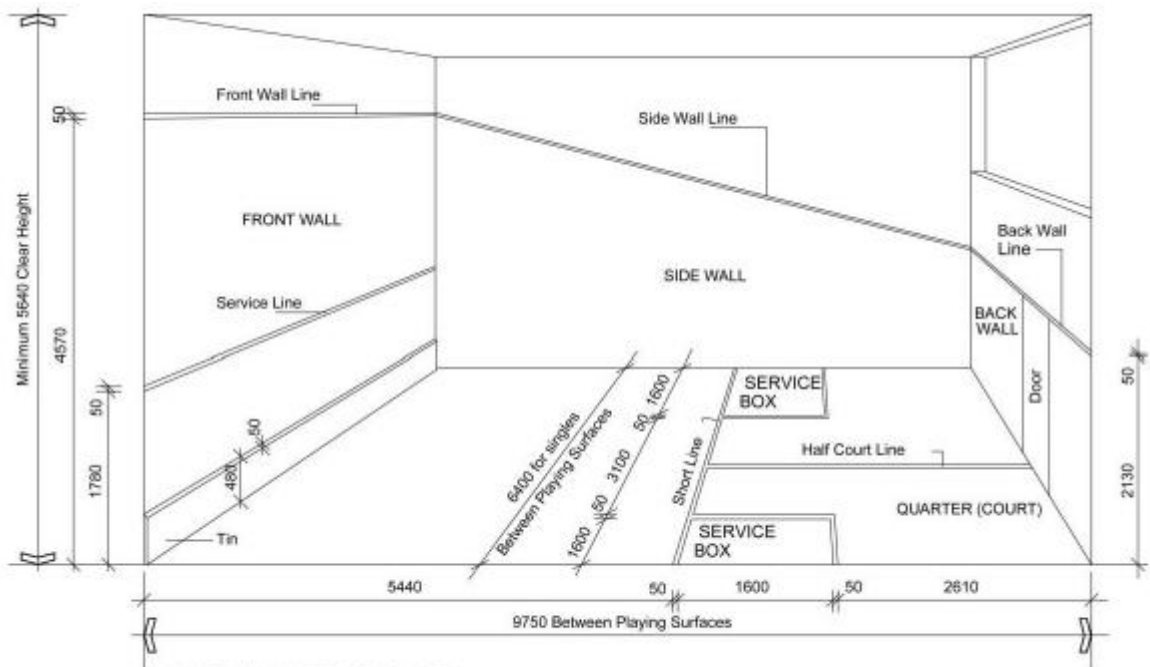 Minimum 5640 Clear Height
50
4570
50
1780
Front Wall Line
Side Wall Line
FRONT WALL
Service Line
SIDE WALL
Back Wall
Line
BACK
WALL
Door
50
480
Tin
6400 for singles
Between Playing Surfaces
1600
50
3100
50
1600
Short Line
SERVICE
BOX
Half Court Line
QUARTER (COURT)
SERVICE
BOX
50
2130
5440
50
1600
50
2610
9750 Between Playing Surfaces